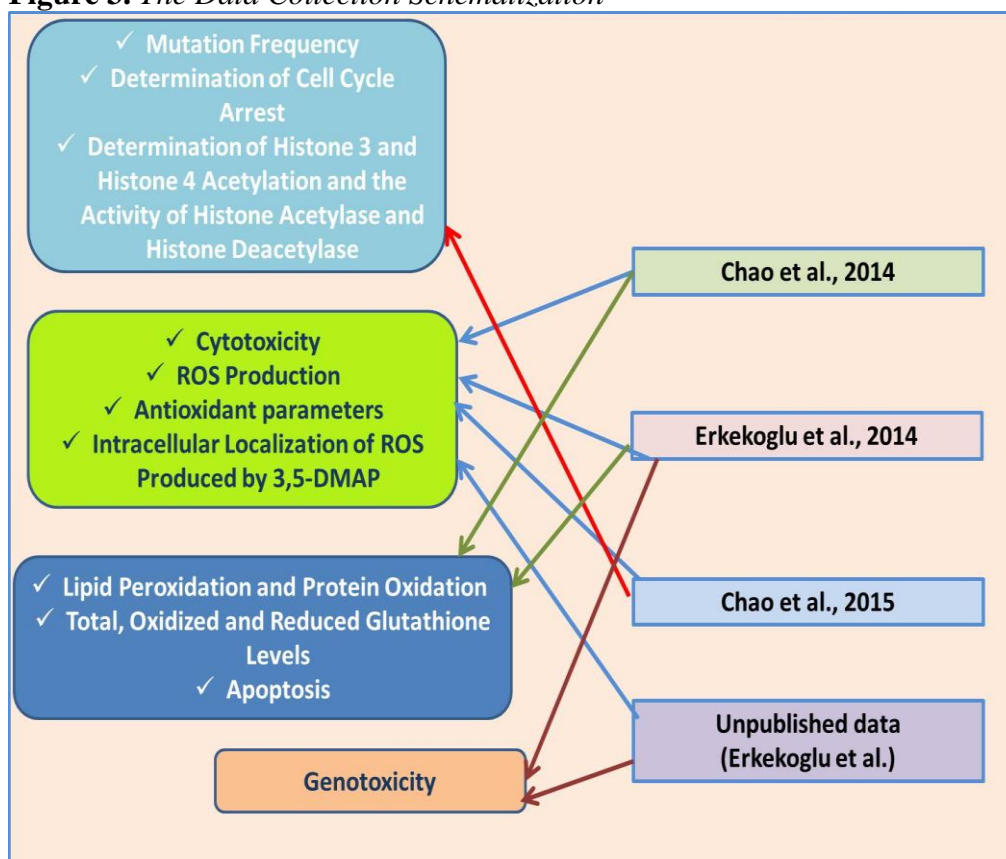 Figure 3. The Data Collection Schematization
✓ Mutation Frequency
✓ Determination of Cell Cycle
Arrest
✓ Determination of Histone 3 and
Histone 4 Acetylation and the
Activity of Histone Acetylase and
Histone Deacetylase
✓ Cytotoxicity
✓ ROS Production
✓ Antioxidant parameters
✓ Intracellular Localization of ROS
Produced by 3,5-DMAP
✓ Lipid Peroxidation and Protein Oxidation
✓ Total, Oxidized and Reduced Glutathione
Levels
✓ Apoptosis
Genotoxicity
Chao et al., 2014
Erkekoglu et al., 2014
Chao et al., 2015
Unpublished data
(Erkekoglu et al.)